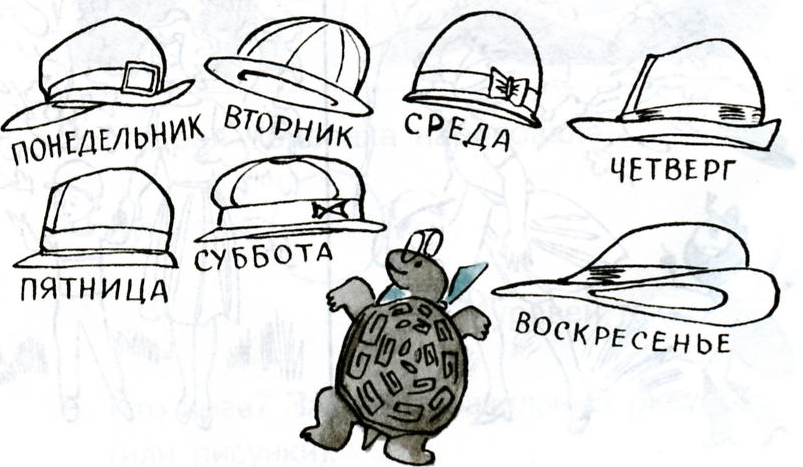 ПОНЕДЕЛЬНИК
ВТОРНИК
СРЕДА
ЧЕТВЕРГ
ПЯТНИЦА
СУББОТА
ВОСКРЕСЕНЬЕ